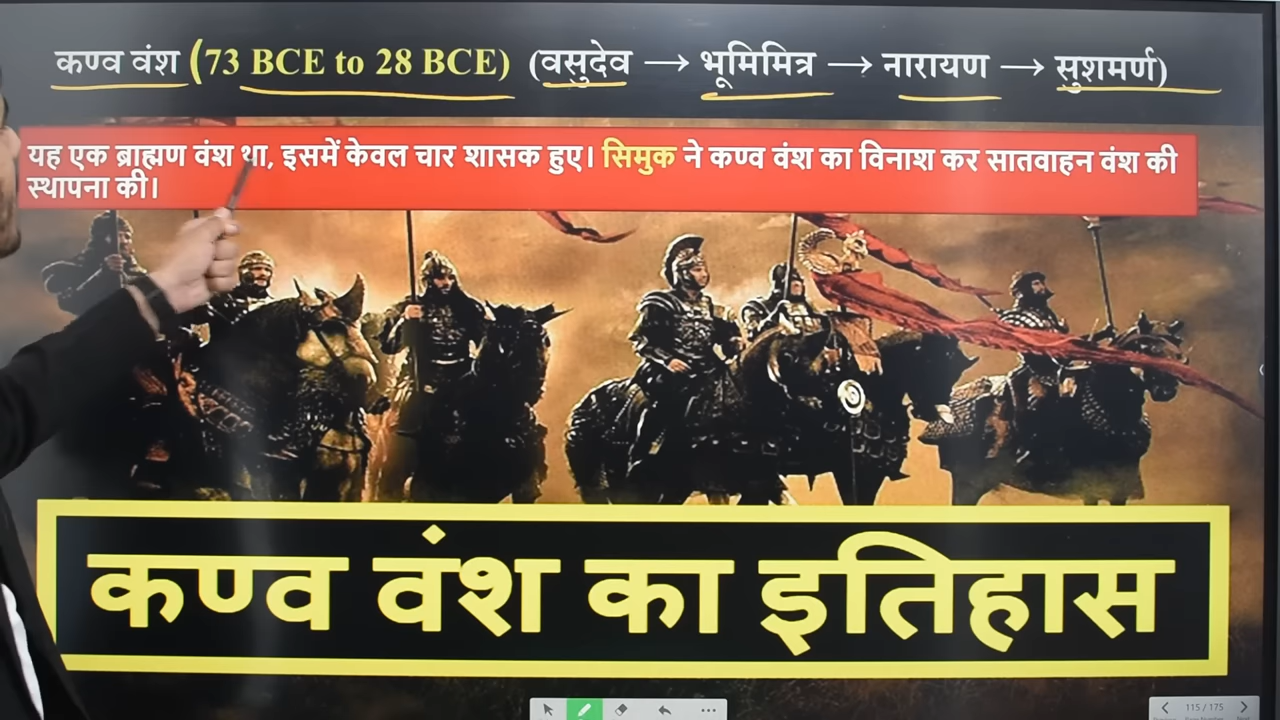 कण्व वंश (73 BCE to 28 BCE) (वसुदेव → भूमिमित्र → नारायण → सुशमर्ण)
यह एक ब्राह्मण वंश था, इसमें केवल चार शासक हुए। सिमुक ने कण्व वंश का विनाश कर सातवाहन वंश की
स्थापना की।
कण्व वंश का इतिहास
115 / 175